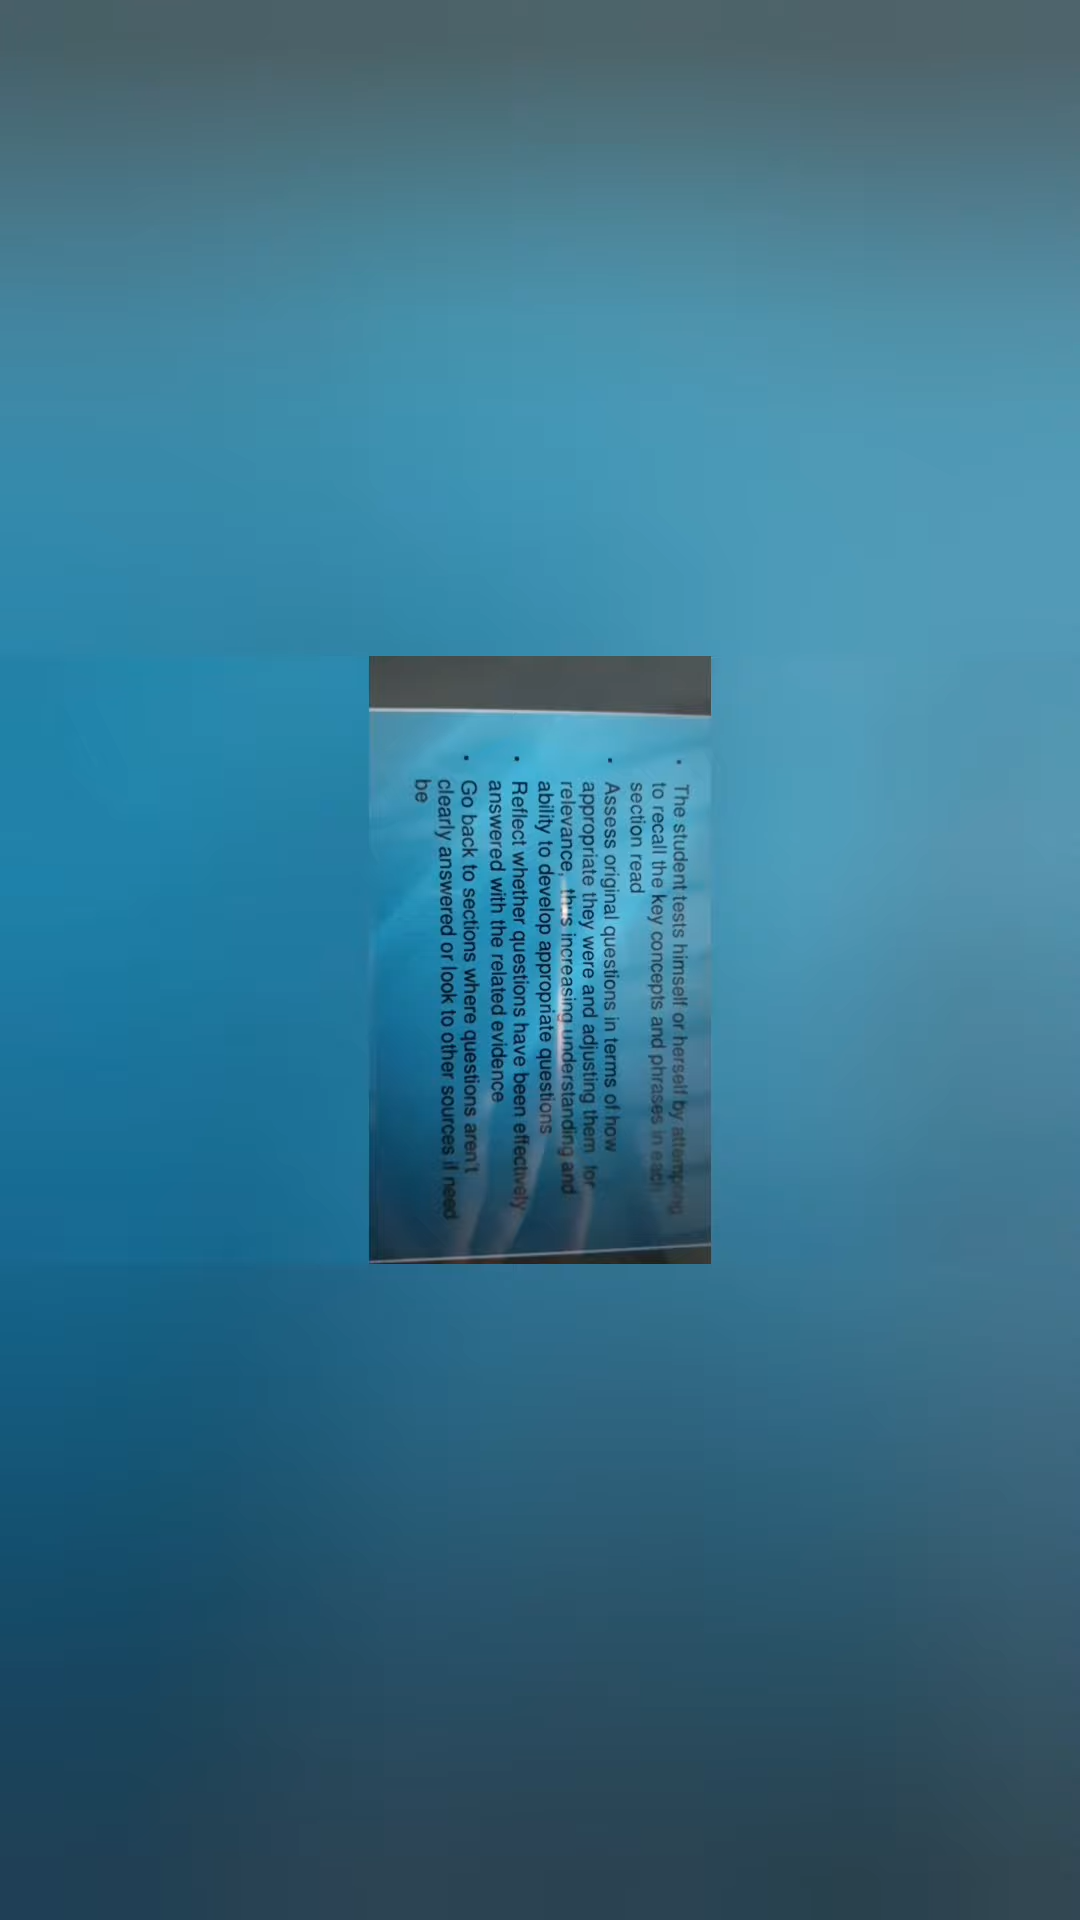 • The student tests himself or herself by attempting
to recall the key concepts and phrases in each
section read
• Assess original questions in terms of how
appropriate they were and adjusting them for
relevance, thus increasing understanding and
ability to develop appropriate questions
• Reflect whether questions have been effectively
answered with the related evidence
• Go back to sections where questions aren't
clearly answered or look to other sources if need
be